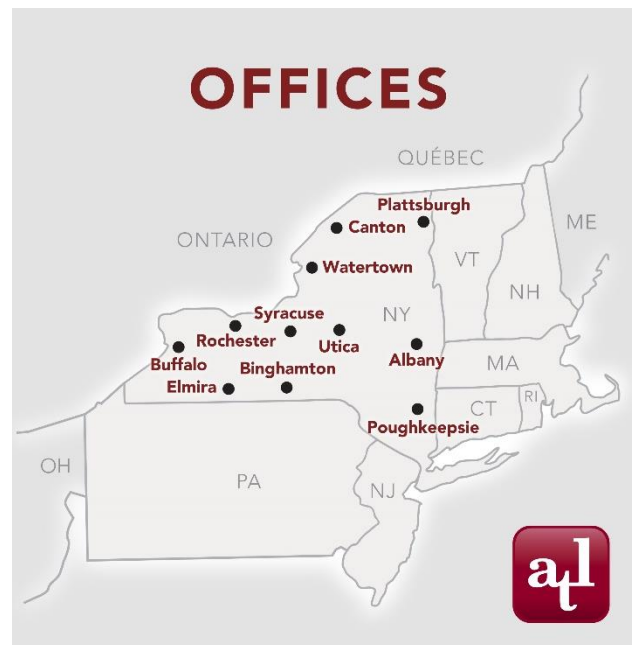 OFFICES
QUÉBEC
Plattsburgh
Canton
ME
ONTARIO
VT
Watertown
NH
Syracuse
NY
Rochester
Utica
Albany
MA
Buffalo
Binghamton
Elmira
RI
CT
Poughkeepsie
OH
PA
NJ
atl